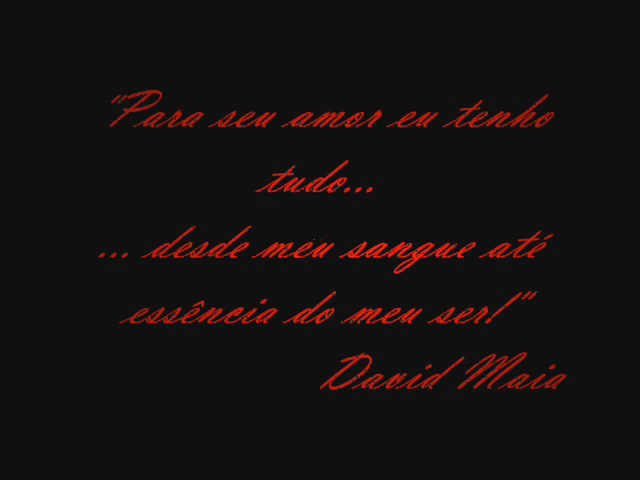 "Para seu amor eu tenho
tudo...
... desde meu sangue até
essência do meu ser!"
David Maia